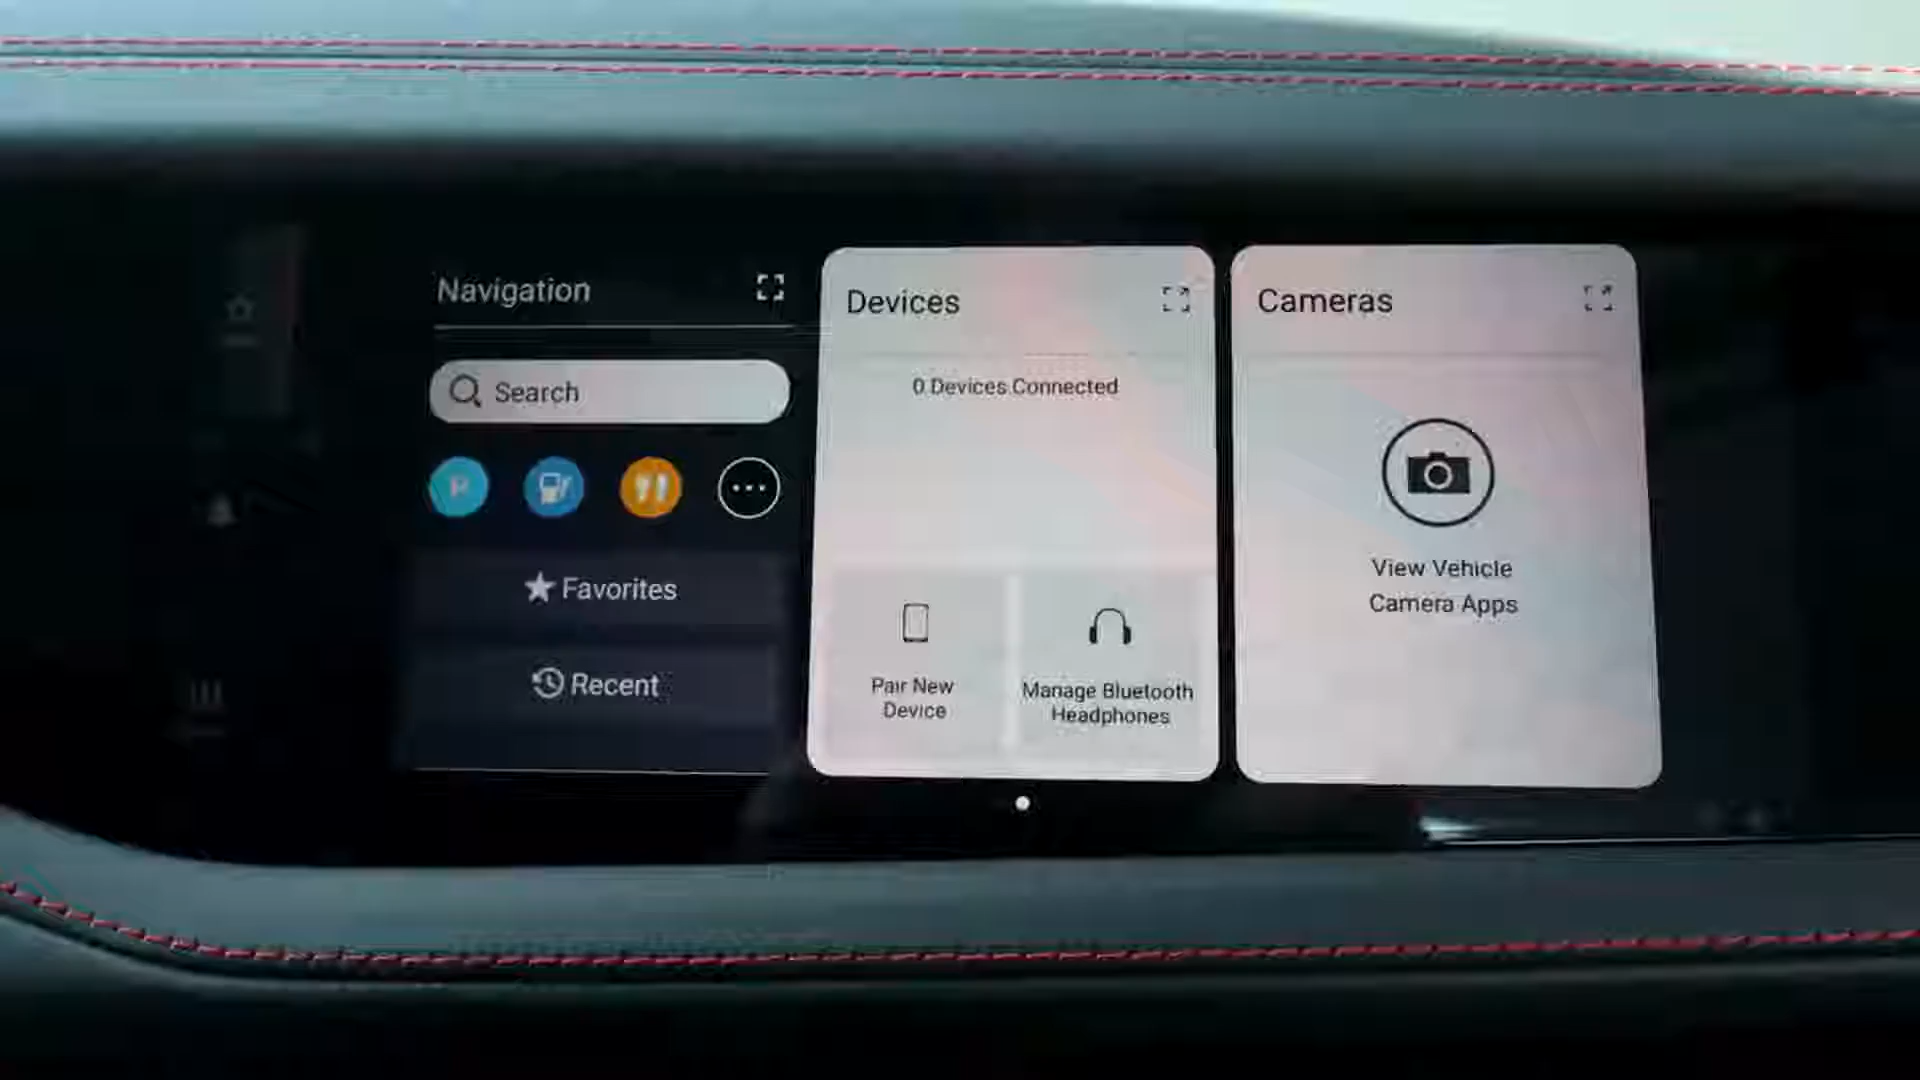 Navigation
Search
P
Favorites
Recent
Devices
0 Devices Connected
Pair New
Device
Manage Bluetooth
Headphones
Cameras
View Vehicle
Camera Apps